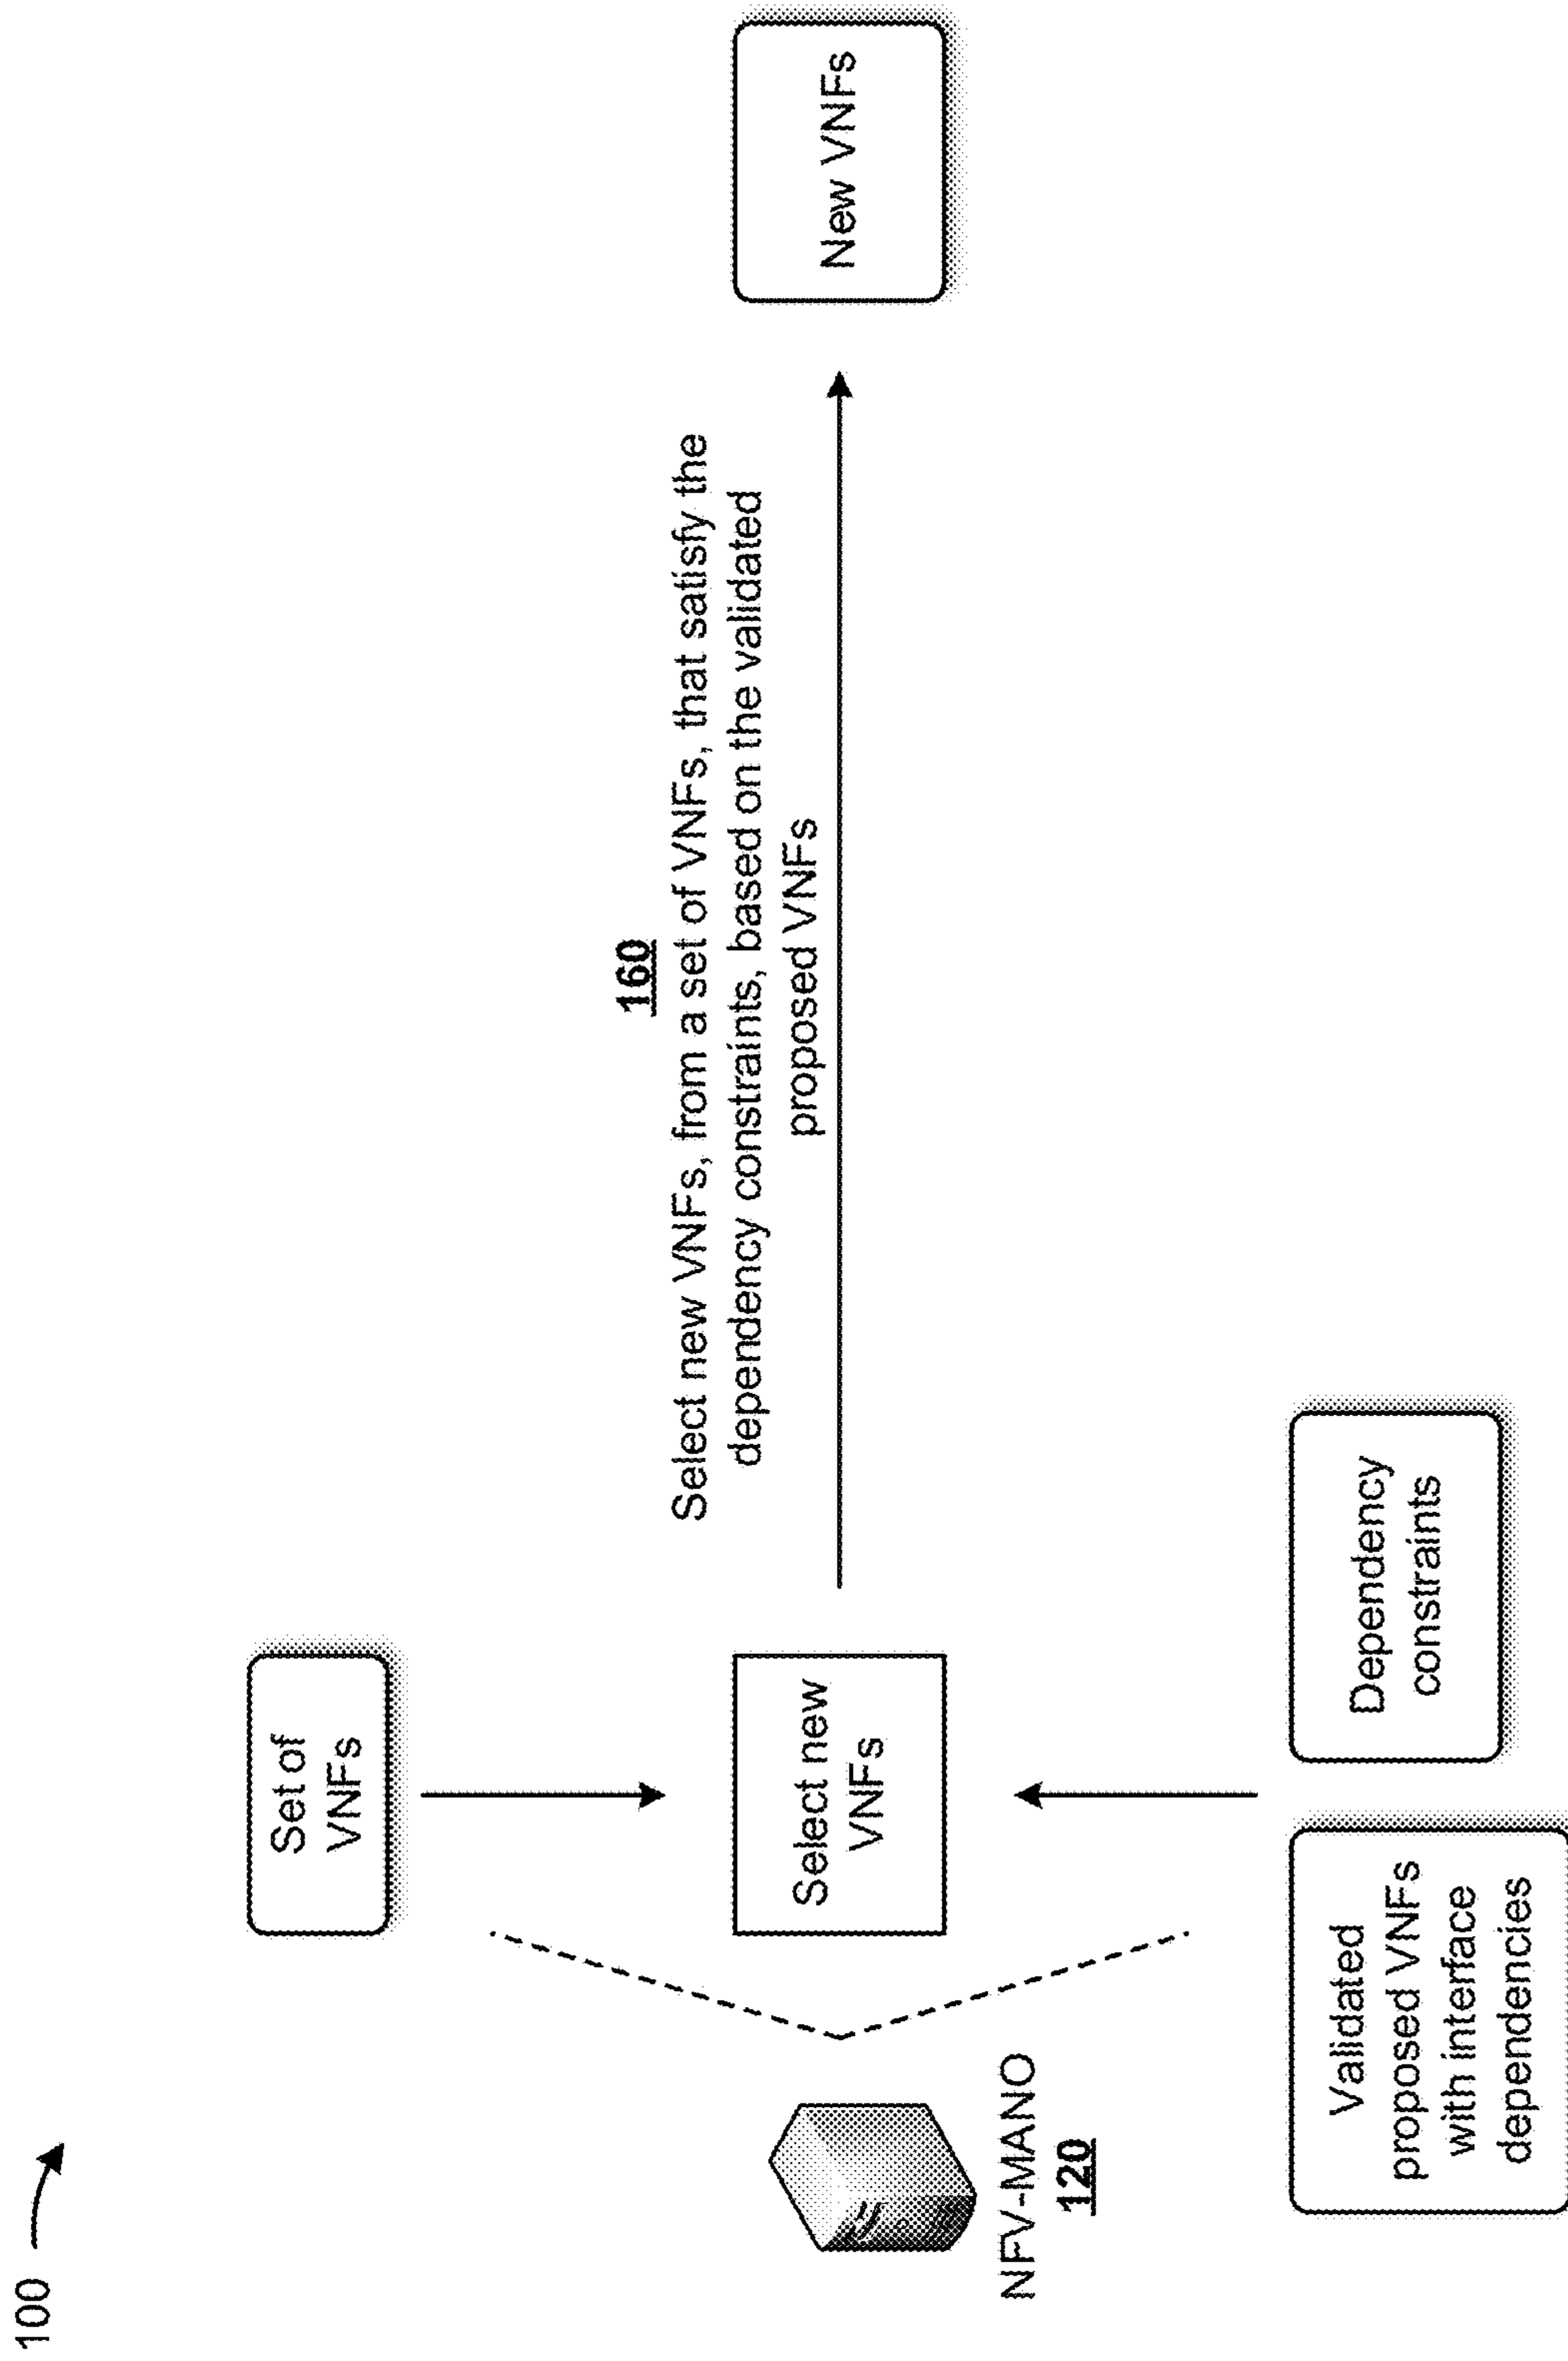 100
Set of
VNFs
160
Select new VNFs, from a set of VNFs, that satisfy the
dependency constraints, based on the validated
proposed VNFs
NFV-MANO
120
Select new
VNFs
New VNFs
Validated
proposed VNFs
with interface
dependencies
Dependency
constraints